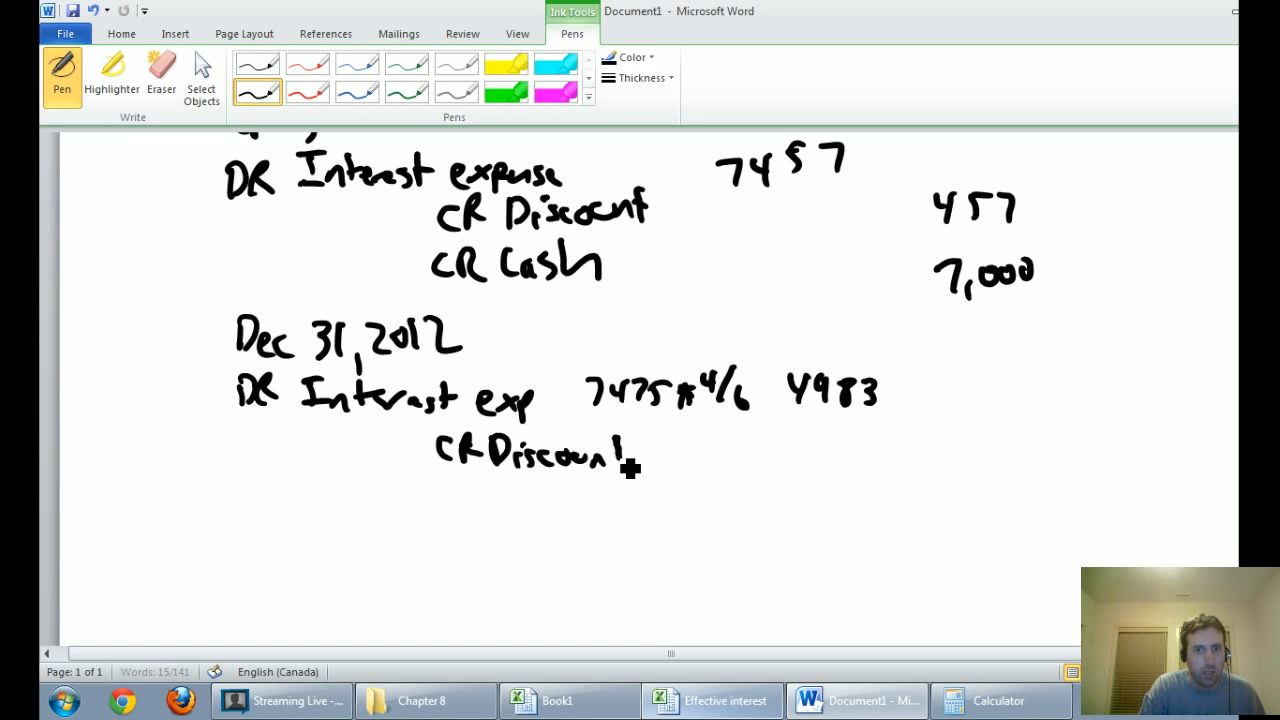 Ink Tools
Document1 - Microsoft Word
File Home Insert Page Layout References Mailings Review View Pens
Pen Highlighter Eraser Select Objects
Color
Thickness
Write Pens
DR Interest expense 7457
CR Discount 457
CR Cash 7,000
Dec 31, 2012
DR Interest exp 7475 * 4/6 4983
CR Discount
Page: 1 of 1 Words: 15/141 English (Canada)
Streaming Live -... Chapter 8 Book1 Effective interest Document1 - Mi... Calculator